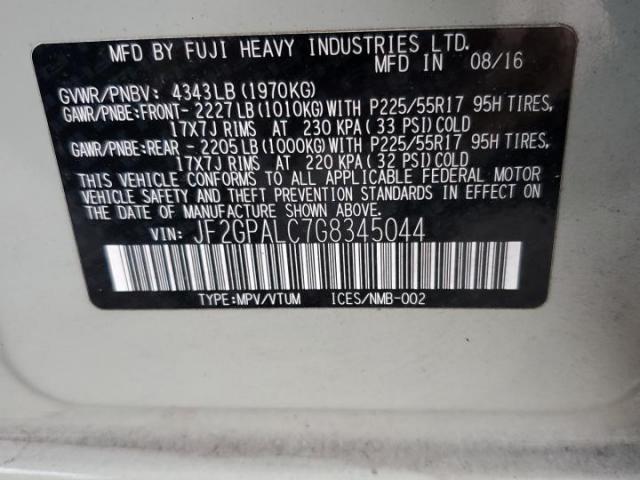 MFD BY FUJI HEAVY INDUSTRIES LTD.
MFD IN 08/16
GVWR/PNBV: 4343LB (1970KG)
GAWR/PNBE:FRONT- 2227LB(1010KG)WITH P225/55R17 95H TIRES,
17X7J RIMS AT 230 KPA( 33 PSI)COLD
GAWR/PNBE:REAR - 2205LB(1000KG)WITH P225/55R17 95H TIRES,
17X7J RIMS AT 220 KPA( 32 PSI)COLD
THIS VEHICLE CONFORMS TO ALL APPLICABLE FEDERAL MOTOR
VEHICLE SAFETY AND THEFT PREVENTION STANDARDS IN EFFECT ON
THE DATE OF MANUFACTURE SHOWN ABOVE.
VIN: JF2GPALC7G8345044
TYPE:MPV/VTUM ICES/NMB-002